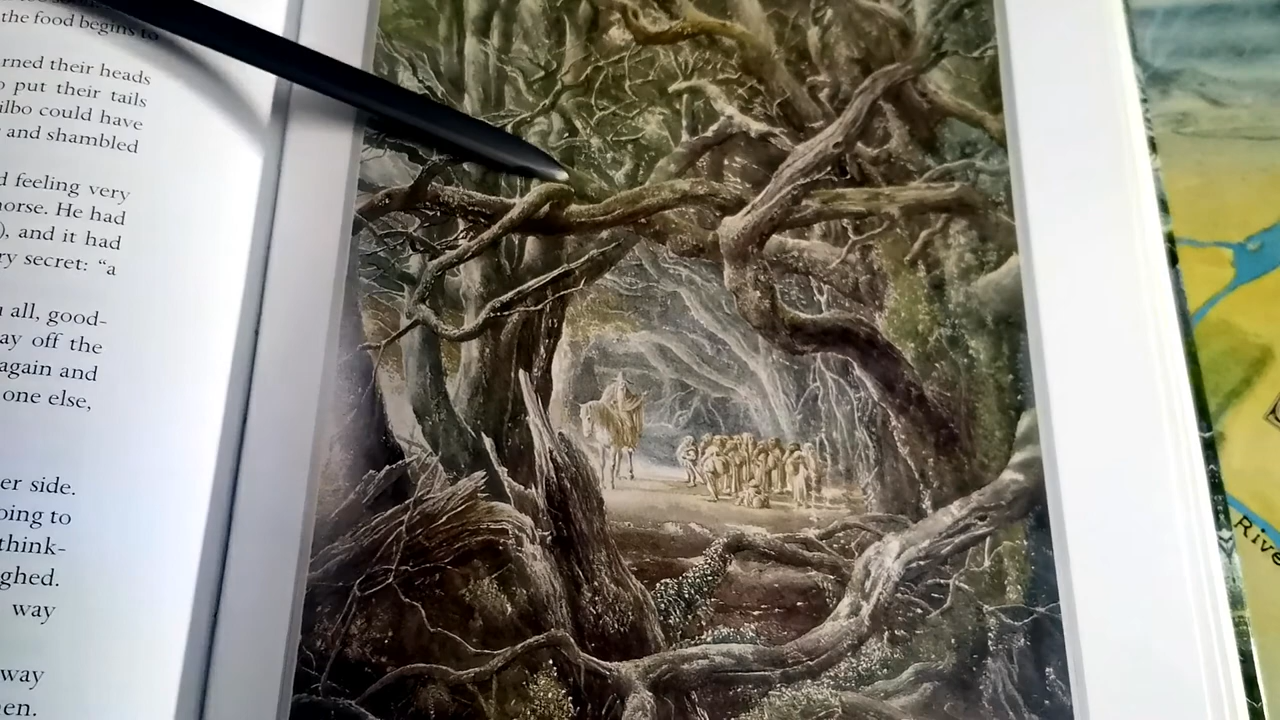 the food begins to
rned their heads
put their tails
ilbo could have
and shambled
d feeling very
horse. He had
), and it had
ry secret: “a
all, good-
ay off the
again and
one else,
er side.
oing to
think-
ghed.
way
way
en.
Rive